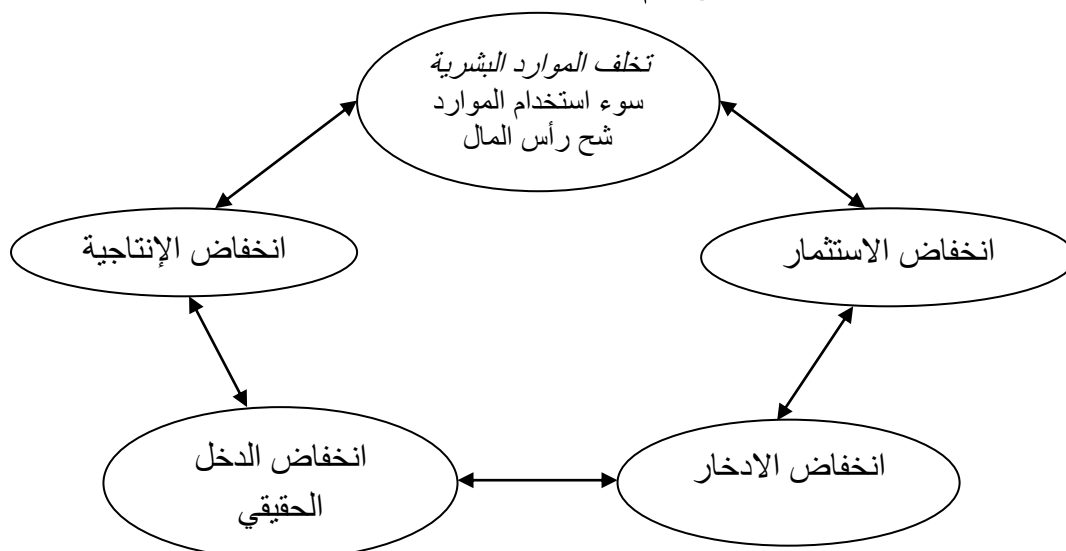 تخلف الموارد البشرية
سوء استخدام الموارد
شح رأس المال
انخفاض الاستثمار
انخفاض الإنتاجية
انخفاض الادخار
انخفاض الدخل
الحقيقي